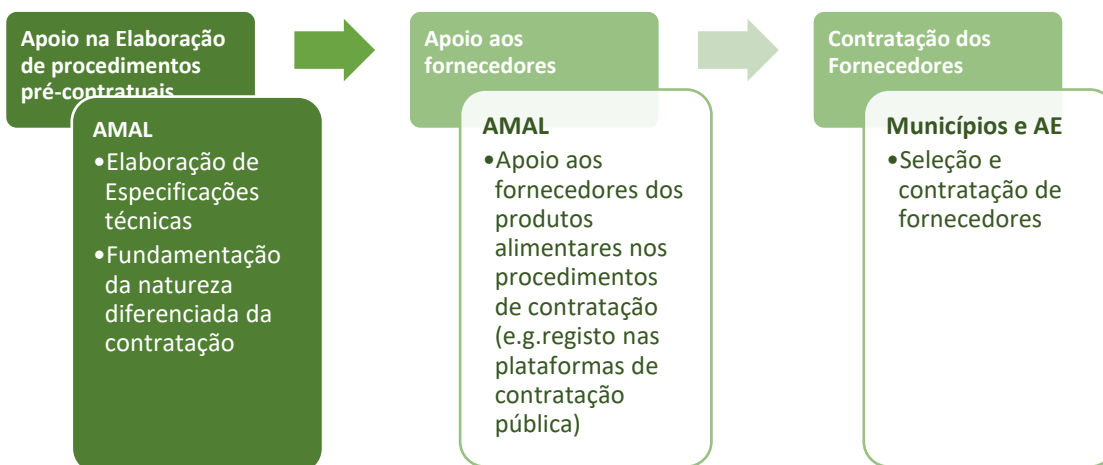 Apoio na Elaboração
de procedimentos
pré-contratuais
AMAL
•Elaboração de
Especificações
técnicas
•Fundamentação
da natureza
diferenciada da
contratação
Apoio aos
fornecedores
AMAL
•Apoio aos
fornecedores dos
produtos
alimentares nos
procedimentos
de contratação
(e.g.registo nas
plataformas de
contratação
pública)
Contratação dos
Fornecedores
Municípios e AE
•Seleção e
contratação de
fornecedores